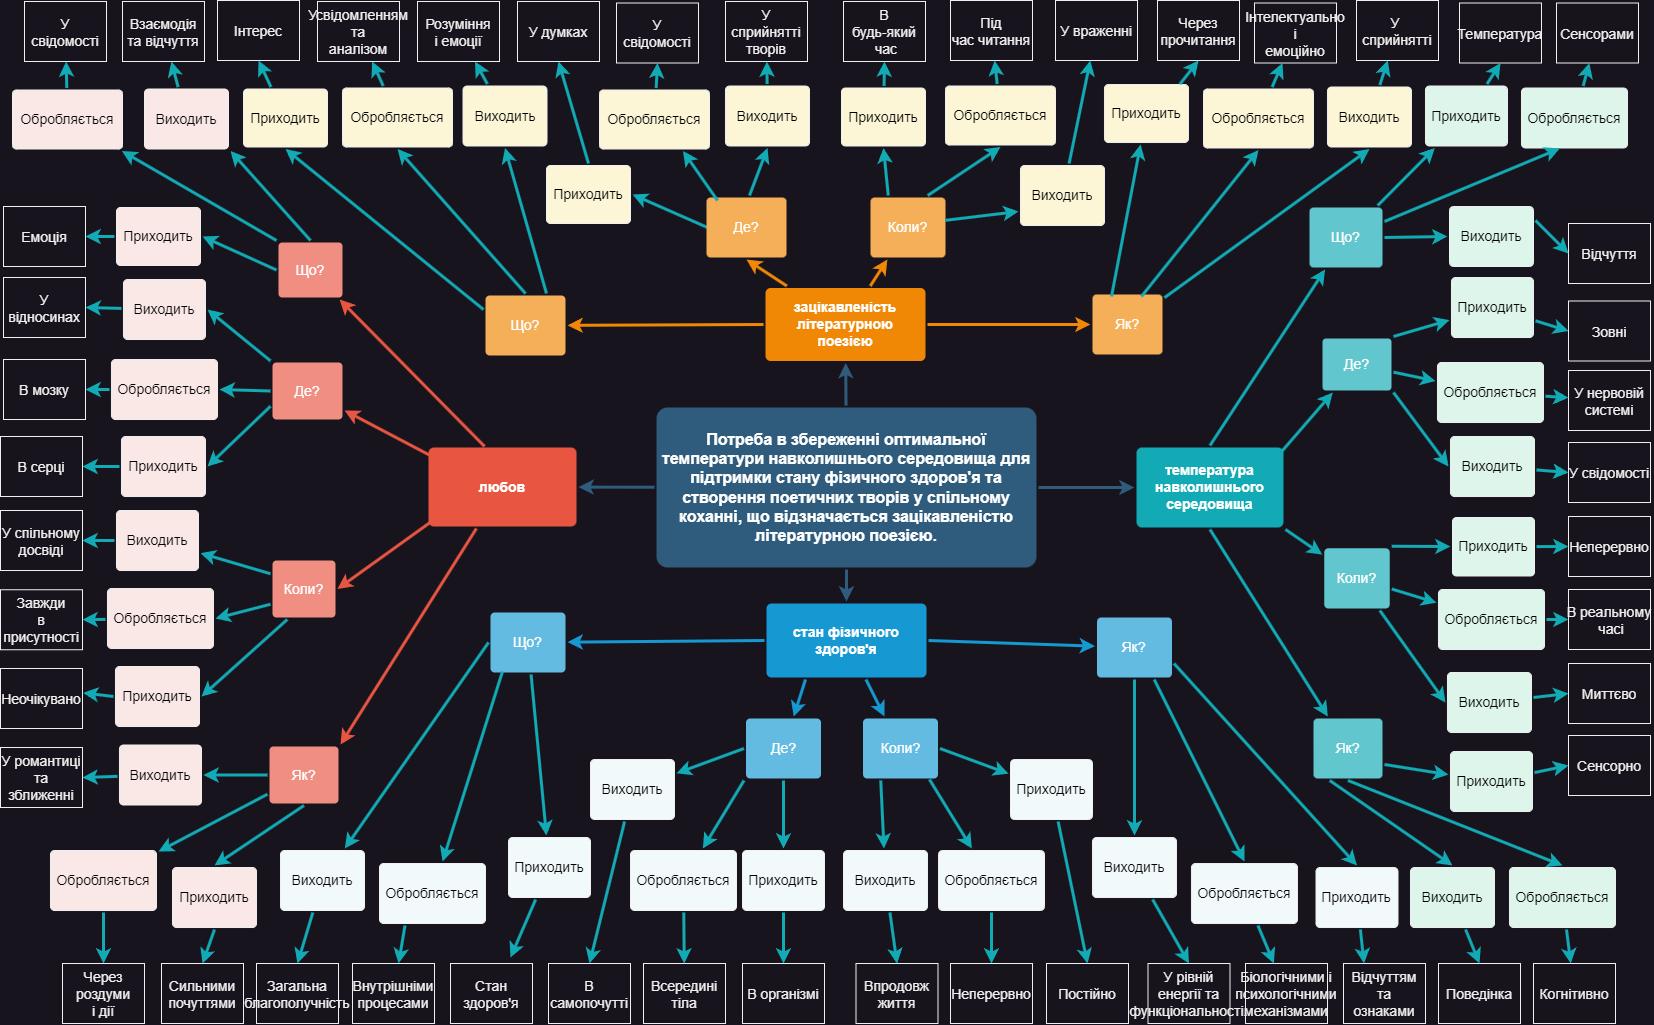 У
свідомості
Взаємодія
та відчуття
Інтерес
Усвідомленням
та
аналізом
Розуміння
і емоції
У думках
У
свідомості
У
сприйнятті
творів
В
будь-який
час
Під
час читання
У враженні
Через
прочитання
Інтелектуально
і
емоційно
У
сприйнятті
Температура
Сенсорами
Обробляється
Виходить
Приходить
Обробляється
Виходить
Обробляється
Виходить
Приходить
Обробляється
Приходить
Обробляється
Виходить
Приходить
Обробляється
Приходить
Виходить
Емоція
Приходить
Що?
Де?
Коли?
Що?
Виходить
Відчуття
У
відносинах
Виходить
Що?
зацікавленість
літературною
поезією
Як?
Приходить
Зовні
В мозку
Обробляється
Де?
Де?
Обробляється
У нервовій
системі
В серці
Приходить
любов
Потреба в збереженні оптимальної
температури навколишнього середовища для
підтримки стану фізичного здоров'я та
створення поетичних творів у спільному
коханні, що відзначається зацікавленістю
літературною поезією.
температура
навколишнього
середовища
Виходить
У свідомості
У спільному
досвіді
Виходить
Приходить
Неперервно
Коли?
Коли?
Завжди
в
присутності
Обробляється
Обробляється
В реальному
часі
Що?
стан фізичного
здоров'я
Як?
Неочікувано
Приходить
Виходить
Миттєво
Де?
Коли?
Як?
У романтиці
та
зближенні
Виходить
Як?
Виходить
Приходить
Приходить
Сенсорно
Обробляється
Приходить
Виходить
Обробляється
Приходить
Обробляється
Приходить
Виходить
Обробляється
Виходить
Обробляється
Приходить
Виходить
Обробляється
Через
роздуми
і дії
Сильними
почуттями
Загальна
благополучність
Внутрішніми
процесами
Стан
здоров'я
В
самопочутті
Всередині
тіла
В організмі
Впродовж
життя
Неперервно
Постійно
У рівній
енергії та
функціональності
Біологічними і
психологічними
механізмами
Відчуттям
та
ознаками
Поведінка
Когнітивно